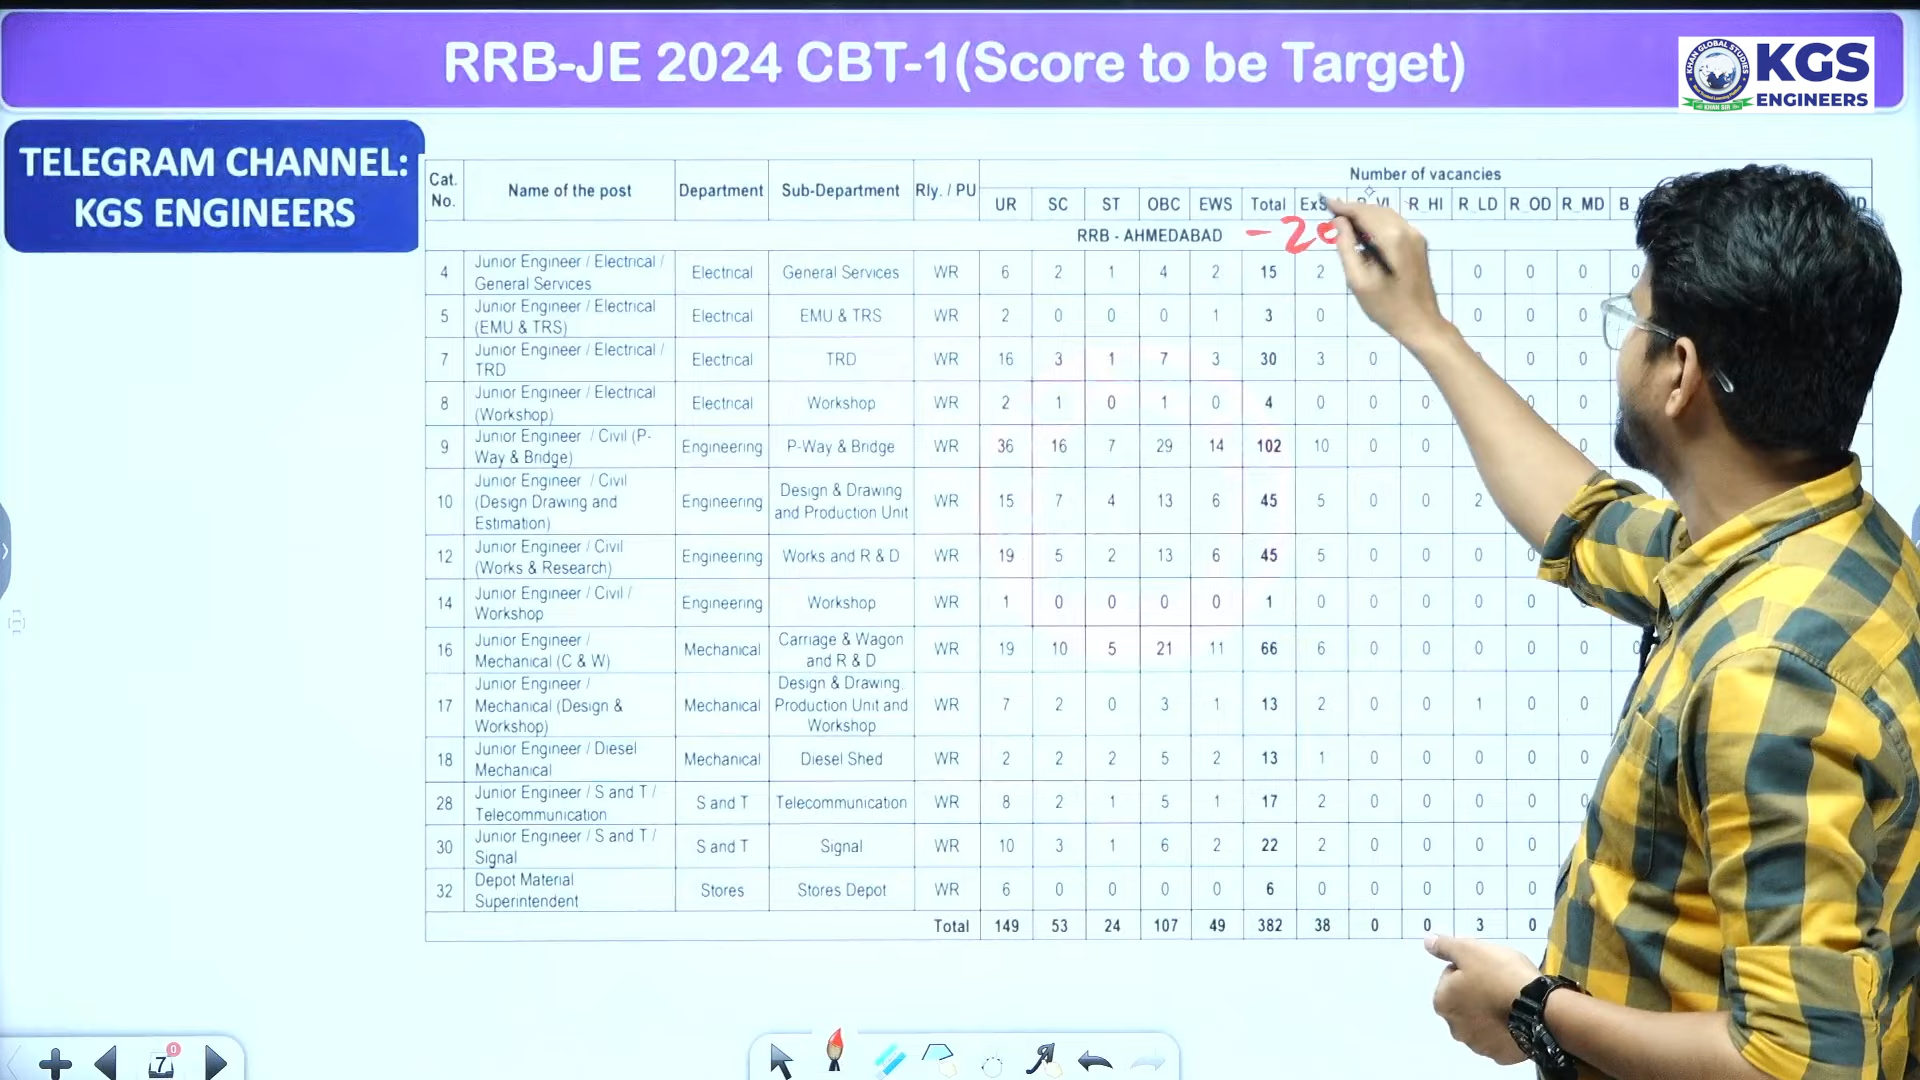 RRB-JE 2024 CBT-1(Score to be Target)
KHAN GLOBAL STUDIES
KHAN SIR
KGS
ENGINEERS
TELEGRAM CHANNEL:
KGS ENGINEERS
Cat. No. Name of the post Department Sub-Department Rly. / PU Number of vacancies
UR SC ST OBC EWS Total R_HI R_LD R_OD R_MD
RRB - AHMEDABAD
4 Junior Engineer / Electrical / General Services Electrical General Services WR 6 2 1 4 2 15 2 0 0 0
5 Junior Engineer / Electrical (EMU & TRS) Electrical EMU & TRS WR 2 0 0 0 1 3 0 0 0 0
7 Junior Engineer / Electrical / TRD Electrical TRD WR 16 3 1 7 3 30 3 0 0 0 0
8 Junior Engineer / Electrical (Workshop) Electrical Workshop WR 2 1 0 1 0 4 0 0 0 0 0
9 Junior Engineer / Civil (P-Way & Bridge) Engineering P-Way & Bridge WR 36 16 7 29 14 102 10 0 0 0
10 Junior Engineer / Civil (Design Drawing and Estimation) Engineering Design & Drawing and Production Unit WR 15 7 4 13 6 45 5 0 0 2
12 Junior Engineer / Civil (Works & Research) Engineering Works and R & D WR 19 5 2 13 6 45 5 0 0 0 0
14 Junior Engineer / Civil / Workshop Engineering Workshop WR 1 0 0 0 0 1 0 0 0 0 0
16 Junior Engineer / Mechanical (C & W) Mechanical Carriage & Wagon and R & D WR 19 10 5 21 11 66 6 0 0 0 0 0 0
17 Junior Engineer / Mechanical (Design & Workshop) Mechanical Design & Drawing, Production Unit and Workshop WR 7 2 0 3 1 13 2 0 0 1 0 0
18 Junior Engineer / Diesel Mechanical Mechanical Diesel Shed WR 2 2 2 5 2 13 1 0 0 0 0 0
28 Junior Engineer / S and T / Telecommunication S and T Telecommunication WR 8 2 1 5 1 17 2 0 0 0 0 0
30 Junior Engineer / S and T / Signal S and T Signal WR 10 3 1 6 2 22 2 0 0 0 0
32 Depot Material Superintendent Stores Stores Depot WR 6 0 0 0 0 6 0 0 0 0 0
Total 149 53 24 107 49 382 38 0 0 3 0
7
0